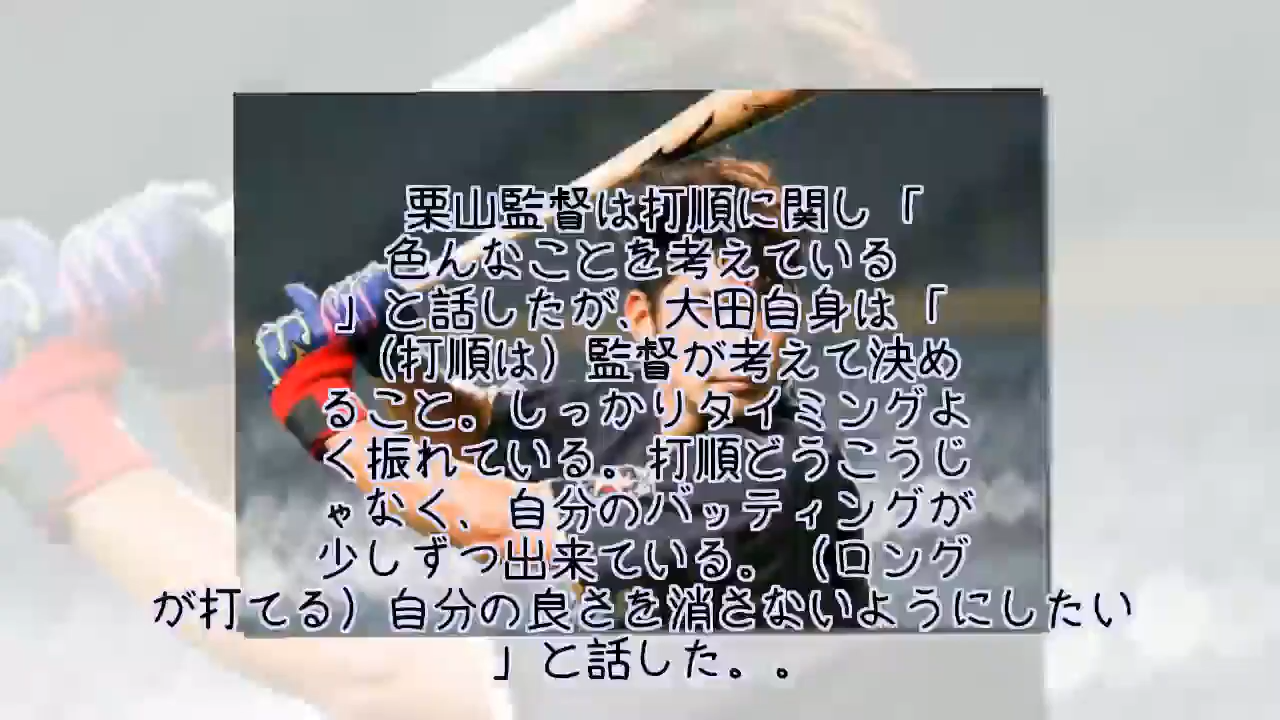 栗山監督は打順に関し「
色んなことを考えている
」と話したが、大田自身は「
（打順は）監督が考えて決め
ること。しっかりタイミングよ
く振れている。打順どうこうじ
ゃなく、自分のバッティングが
少しずつ出来ている。（ロング
が打てる）自分の良さを消さないようにしたい
」と話した。.